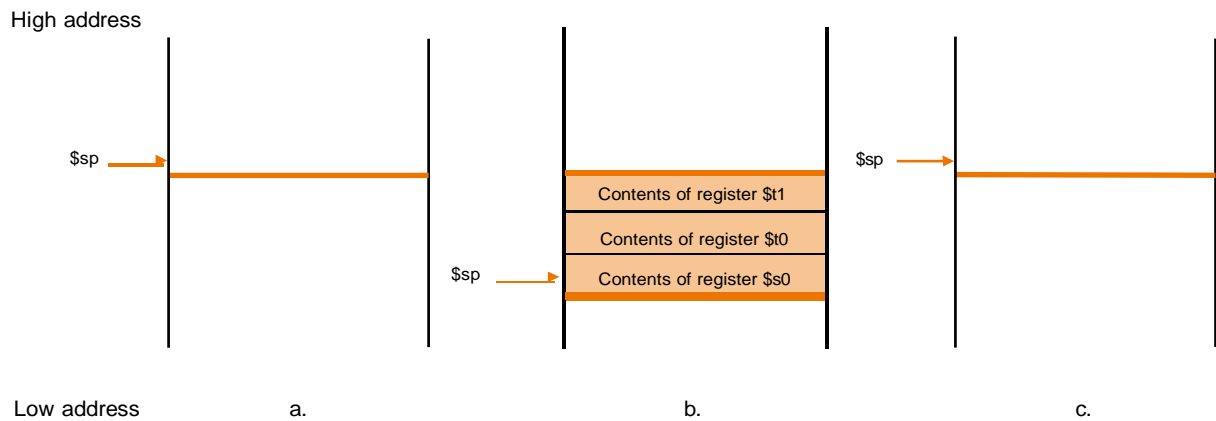 High address
$sp
$sp
Contents of register $t1
Contents of register $t0
$sp
Contents of register $s0
Low address
a.
b.
c.